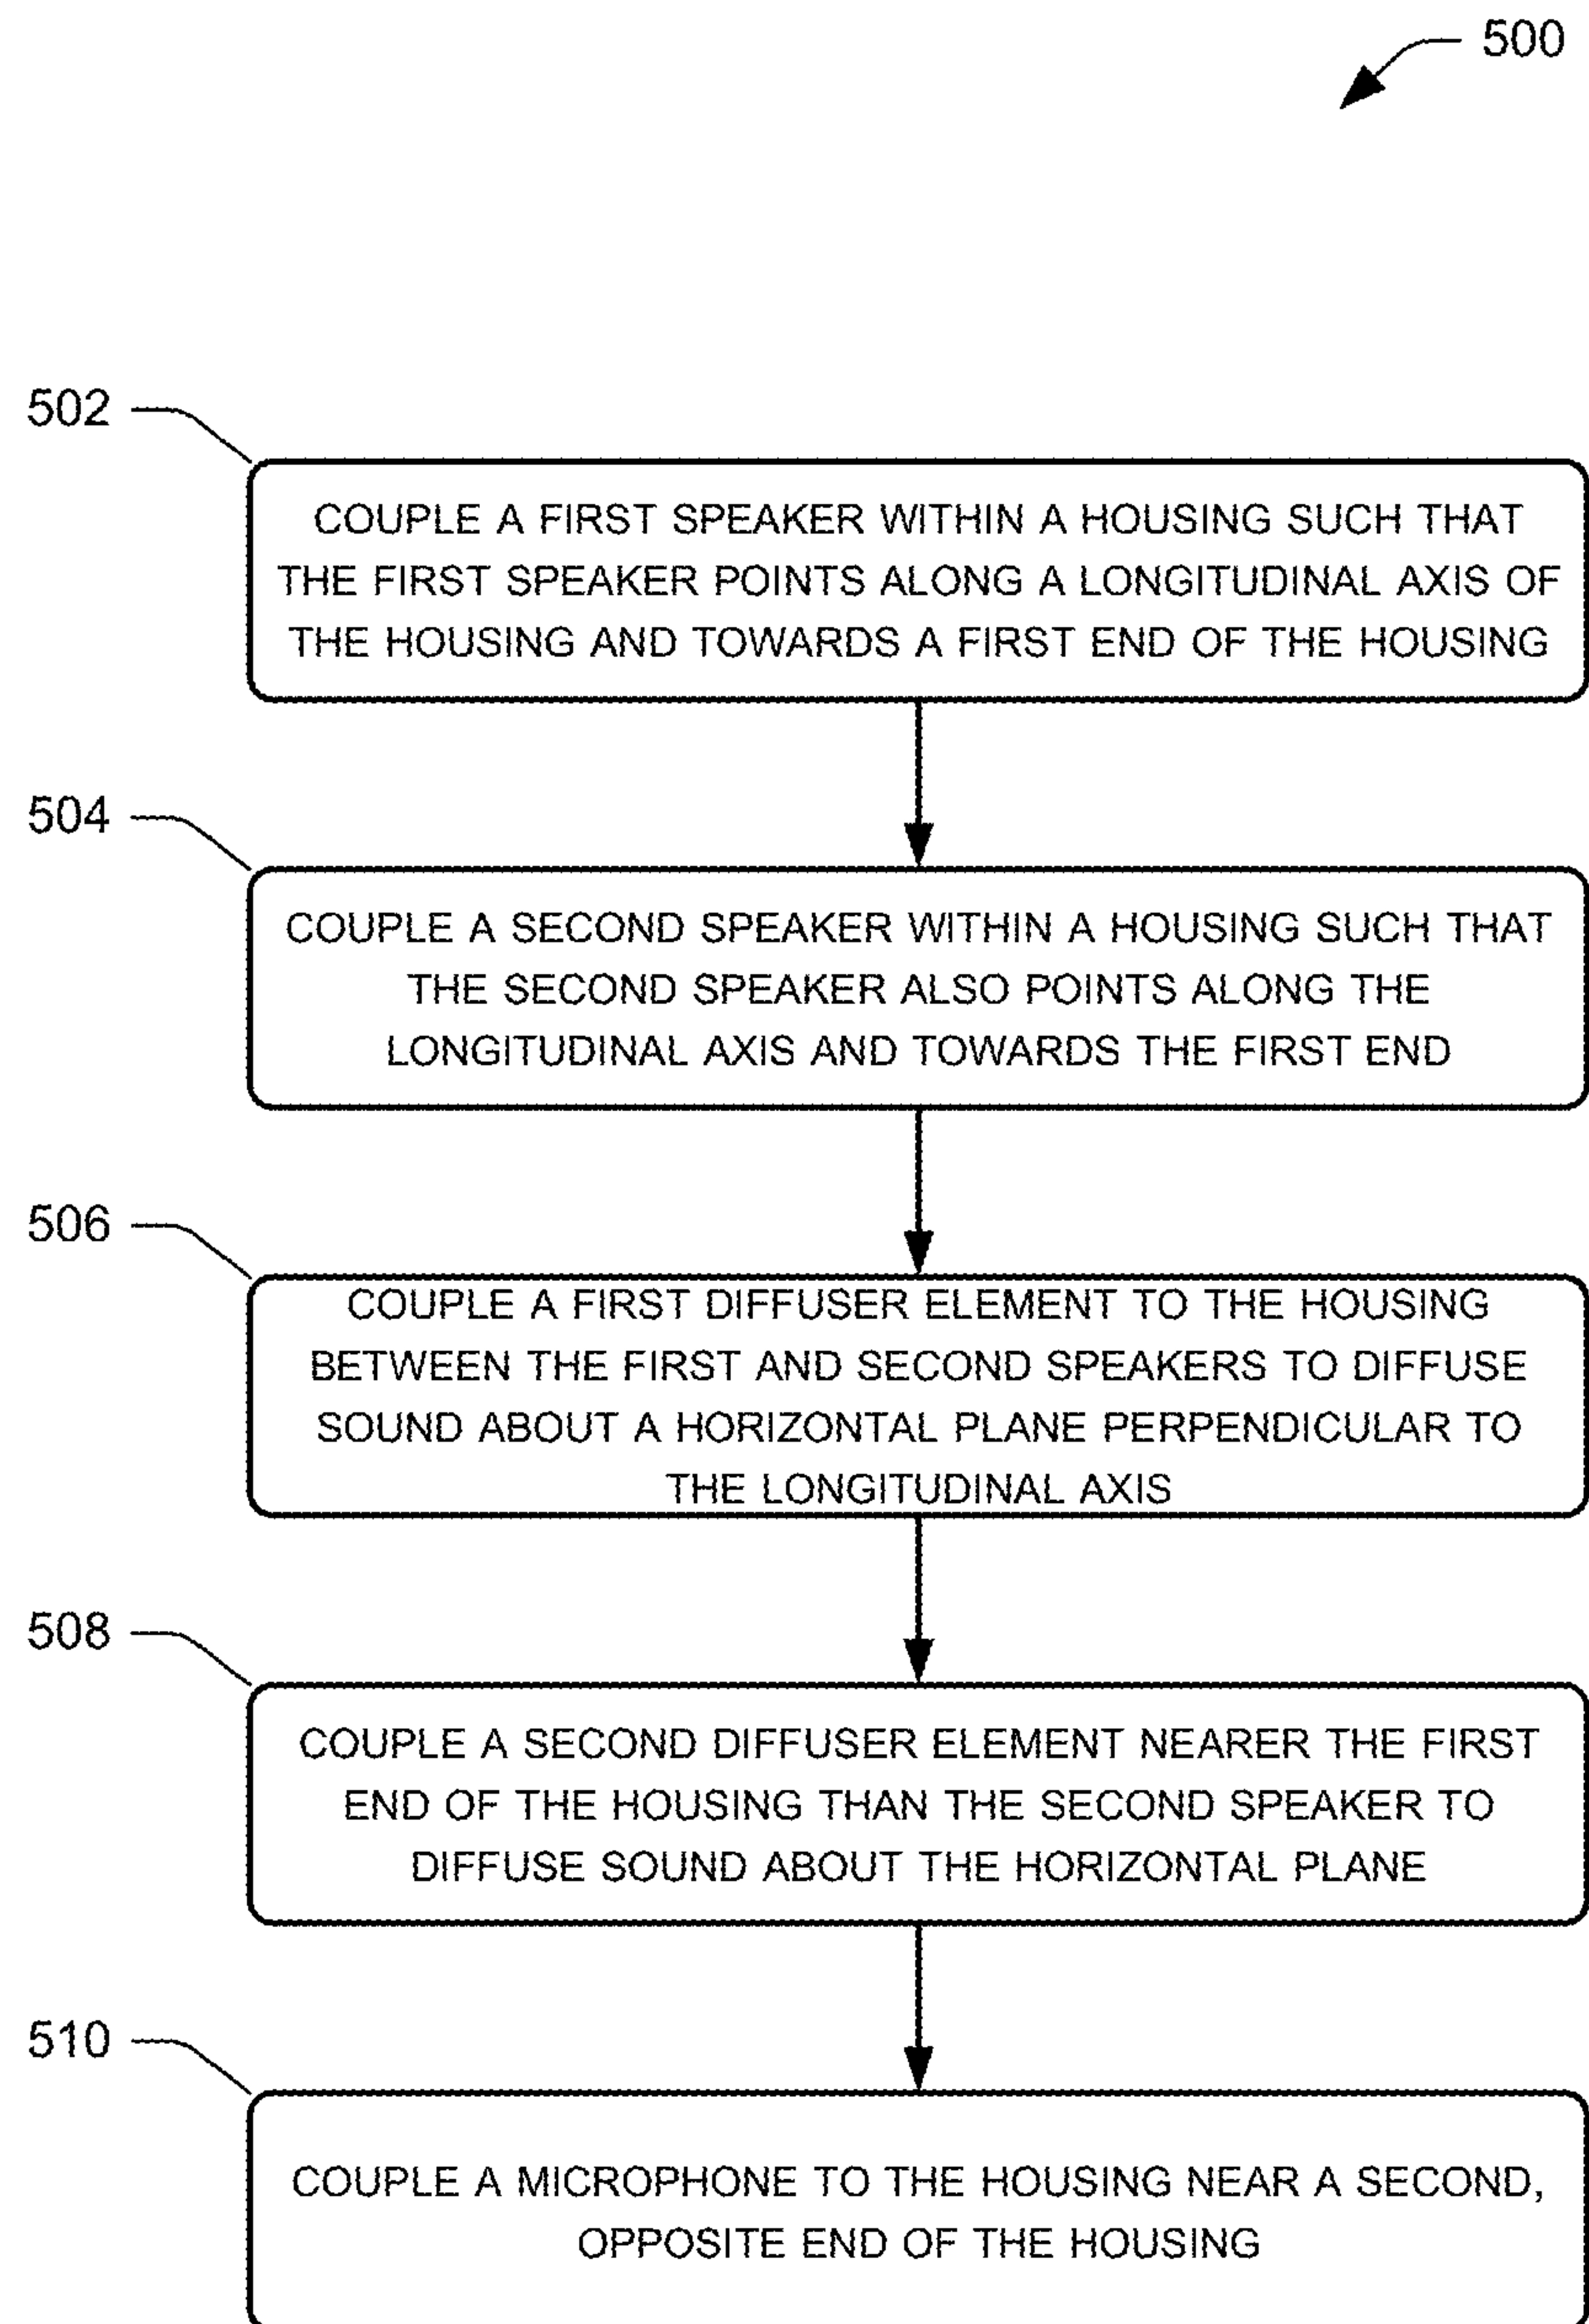 500
502
COUPLE A FIRST SPEAKER WITHIN A HOUSING SUCH THAT
THE FIRST SPEAKER POINTS ALONG A LONGITUDINAL AXIS OF
THE HOUSING AND TOWARDS A FIRST END OF THE HOUSING
504
COUPLE A SECOND SPEAKER WITHIN A HOUSING SUCH THAT
THE SECOND SPEAKER ALSO POINTS ALONG THE
LONGITUDINAL AXIS AND TOWARDS THE FIRST END
506
COUPLE A FIRST DIFFUSER ELEMENT TO THE HOUSING
BETWEEN THE FIRST AND SECOND SPEAKERS TO DIFFUSE
SOUND ABOUT A HORIZONTAL PLANE PERPENDICULAR TO
THE LONGITUDINAL AXIS
508
COUPLE A SECOND DIFFUSER ELEMENT NEARER THE FIRST
END OF THE HOUSING THAN THE SECOND SPEAKER TO
DIFFUSE SOUND ABOUT THE HORIZONTAL PLANE
510
COUPLE A MICROPHONE TO THE HOUSING NEAR A SECOND,
OPPOSITE END OF THE HOUSING